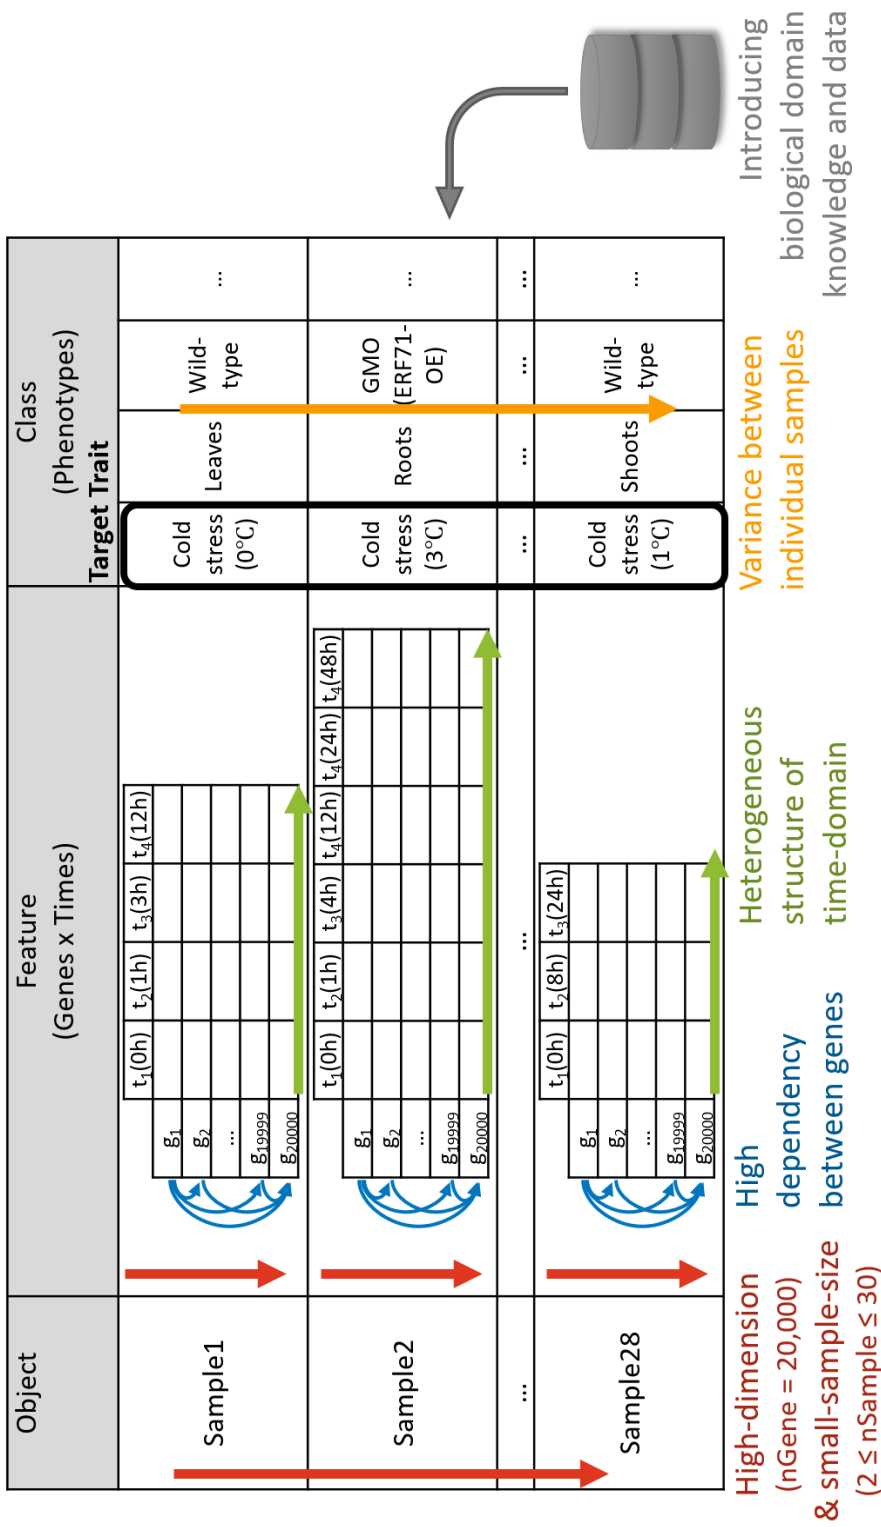 Object
Feature
(Genes x Times)
Class
(Phenotypes)
Target Trait
Sample1
t1(0h) t2(1h) t3(3h) t4(12h)
g1
g2
...
g19999
g20000
Cold
stress
(0°C)
Leaves
Wild-
type
...
Sample2
t1(0h) t2(1h) t3(4h) t4(12h) t4(24h) t4(48h)
g1
g2
...
g19999
g20000
Cold
stress
(3°C)
Roots
GMO
(ERF71-
OE)
...
... ... ... ... ... ...
Sample28
t1(0h) t2(8h) t3(24h)
g1
g2
...
g19999
g20000
Cold
stress
(1°C)
Shoots
Wild-
type
...
High-dimension
(nGene = 20,000)
& small-sample-size
(2 ≤ nSample ≤ 30)
High
dependency
between genes
Heterogeneous
structure of
time-domain
Variance between
individual samples
Introducing
biological domain
knowledge and data